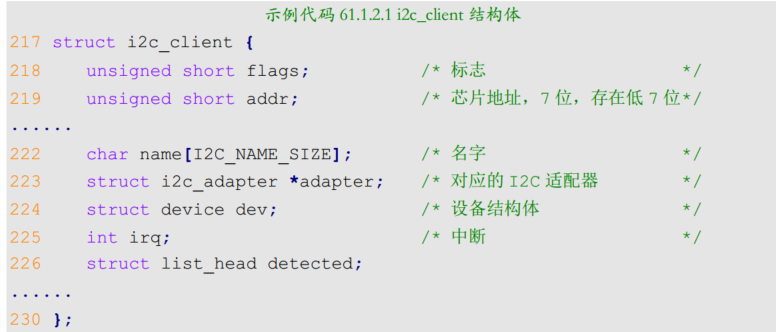 示例代码 61.1.2.1 i2c_client 结构体
217 struct i2c_client {
218 unsigned short flags; /* 标志 */
219 unsigned short addr; /* 芯片地址，7 位，存在低 7 位*/
......
222 char name[I2C_NAME_SIZE]; /* 名字 */
223 struct i2c_adapter *adapter; /* 对应的 I2C 适配器 */
224 struct device dev; /* 设备结构体 */
225 int irq; /* 中断 */
226 struct list_head detected;
......
230 };